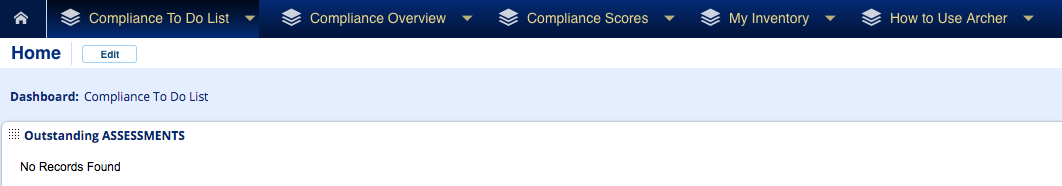 Compliance To Do List Compliance Overview Compliance Scores My Inventory How to Use Archer
Home Edit
Dashboard: Compliance To Do List
Outstanding ASSESSMENTS
No Records Found